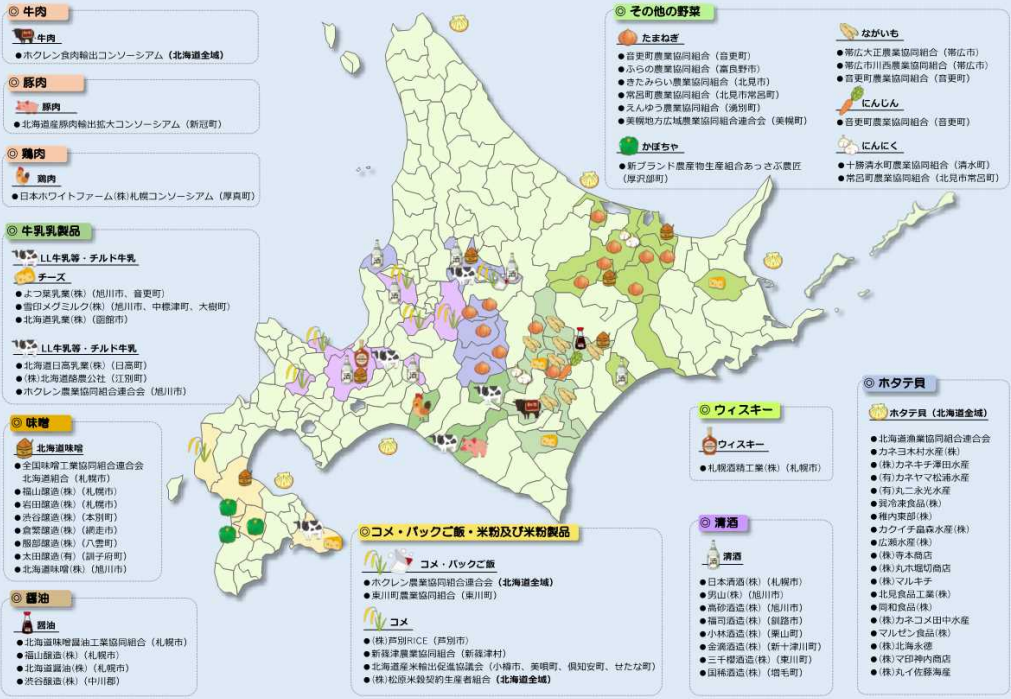 ◎ 牛肉
牛肉
●ホクレン食肉輸出コンソーシアム（北海道全域）
◎ 豚肉
豚肉
●北海道産豚肉輸出拡大コンソーシアム（新冠町）
◎ 鶏肉
鶏肉
●日本ホワイトファーム(株)札幌コンソーシアム（厚真町）
◎ 牛乳乳製品
LL牛乳等・チルド牛乳
チーズ
●よつ葉乳業(株)（旭川市、音更町）
●雪印メグミルク(株)（旭川市、中標津町、大樹町）
●北海道乳業(株)（函館市）
LL牛乳等・チルド牛乳
●北海道日高乳業(株)（日高町）
●(株)北海道酪農公社（江別町）
●ホクレン農業協同組合連合会（旭川市）
◎ 味噌
北海道味噌
●全国味噌工業協同組合連合会
北海道組合（札幌市）
●福山醸造(株)（札幌市）
●岩田醸造(株)（札幌市）
●渋谷醸造(株)（本別町）
●倉繁醸造(株)（網走市）
●服部醸造(株)（八雲町）
●太田醸造(有)（訓子府町）
●北海道味噌(株)（旭川市）
◎ 醤油
醤油
●北海道味噌醤油工業協同組合（札幌市）
●福山醸造(株)（札幌市）
●北海道醤油(株)（札幌市）
●渋谷醸造(株)（中川郡）
◎ その他の野菜
たまねぎ
●音更町農業協同組合（音更町）
●ふらの農業協同組合（富良野市）
●きたみらい農業協同組合（北見市）
●常呂町農業協同組合（北見市常呂町）
●えんゆう農業協同組合（湧別町）
●美幌地方広域農業協同組合連合会（美幌町）
かぼちゃ
●新ブランド農産物生産組合あっさぶ農匠
（厚沢部町）
ながいも
●帯広大正農業協同組合（帯広市）
●帯広市川西農業協同組合（帯広市）
●音更町農業協同組合（音更町）
にんじん
●音更町農業協同組合（音更町）
にんにく
●十勝清水町農業協同組合（清水町）
●常呂町農業協同組合（北見市常呂町）
◎コメ・パックご飯・米粉及び米粉製品
コメ・パックご飯
●ホクレン農業協同組合連合会（北海道全域）
●東川町農業協同組合（東川町）
コメ
●(株)芦別RICE（芦別市）
●新篠津農業協同組合（新篠津村）
●北海道産米輸出促進協議会（小樽市、美唄町、倶知安町、せたな町）
●(株)松原米穀契約生産者組合（北海道全域）
◎ ウィスキー
ウィスキー
●札幌酒精工業(株)（札幌市）
◎ 清酒
清酒
●日本清酒(株)（札幌市）
●男山(株)（旭川市）
●高砂酒造(株)（旭川市）
●福司酒造(株)（釧路市）
●小林酒造(株)（栗山町）
●金滴酒造(株)（新十津川町）
●三千櫻酒造(株)（東川町）
●国稀酒造(株)（増毛町）
◎ ホタテ貝
ホタテ貝（北海道全域）
●北海道漁業協同組合連合会
●カネヨ木村水産(株)
●(株)カネキチ澤田水産
●(有)カネヤマ松浦水産
●(有)丸二永光水産
●巽冷凍食品(株)
●稚内東部(株)
●カクイチ畠森水産(株)
●広瀬水産(株)
●(株)寺本商店
●(株)丸木堀切商店
●(株)マルキチ
●北見食品工業(株)
●同和食品(株)
●(株)カネコメ田中水産
●マルゼン食品(株)
●(株)北海永徳
●(株)マ印神内商店
●(株)丸イ佐藤海産